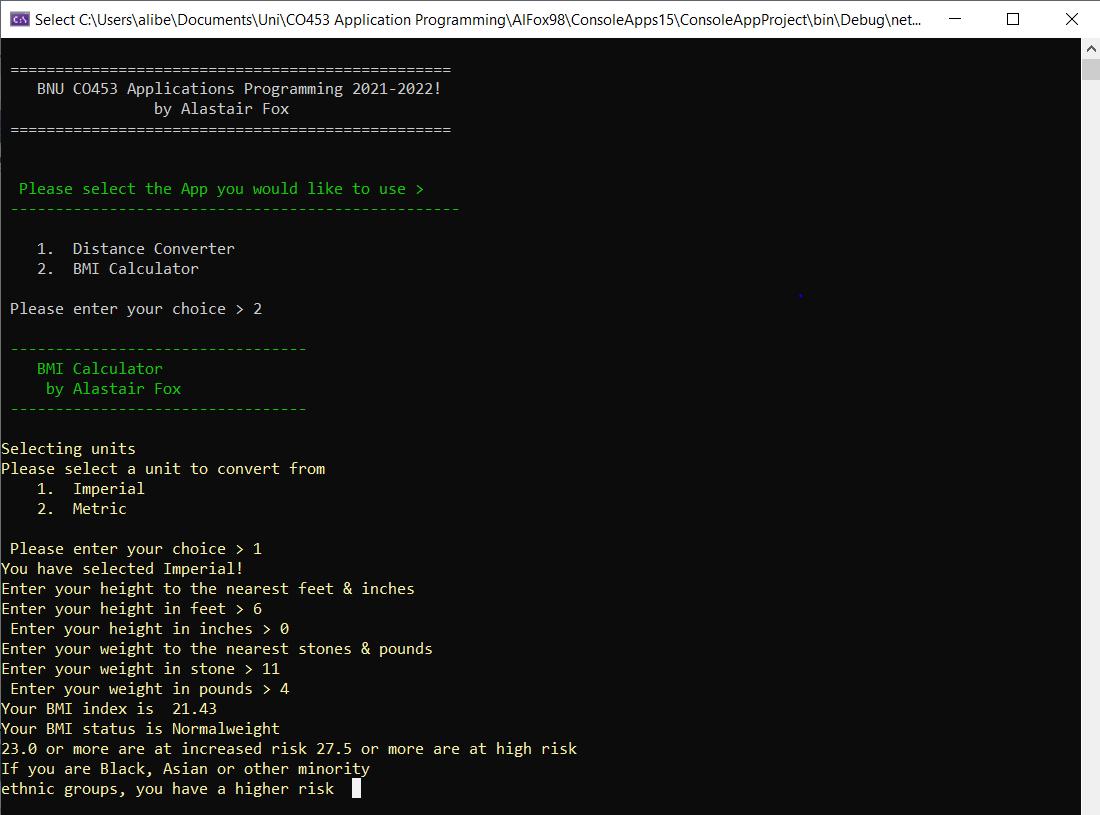 Select C:\Users\alibe\Documents\Uni\CO453 Application Programming\AlFox98\ConsoleApps15\ConsoleAppProject\bin\Debug\net...
=================================================
BNU CO453 Applications Programming 2021-2022!
by Alastair Fox
=================================================
Please select the App you would like to use >
--------------------------------------------------
1. Distance Converter
2. BMI Calculator
Please enter your choice > 2
---------------------------------
BMI Calculator
by Alastair Fox
---------------------------------
Selecting units
Please select a unit to convert from
1. Imperial
2. Metric
Please enter your choice > 1
You have selected Imperial!
Enter your height to the nearest feet & inches
Enter your height in feet > 6
Enter your height in inches > 0
Enter your weight to the nearest stones & pounds
Enter your weight in stone > 11
Enter your weight in pounds > 4
Your BMI index is  21.43
Your BMI status is Normalweight
23.0 or more are at increased risk 27.5 or more are at high risk
If you are Black, Asian or other minority
ethnic groups, you have a higher risk